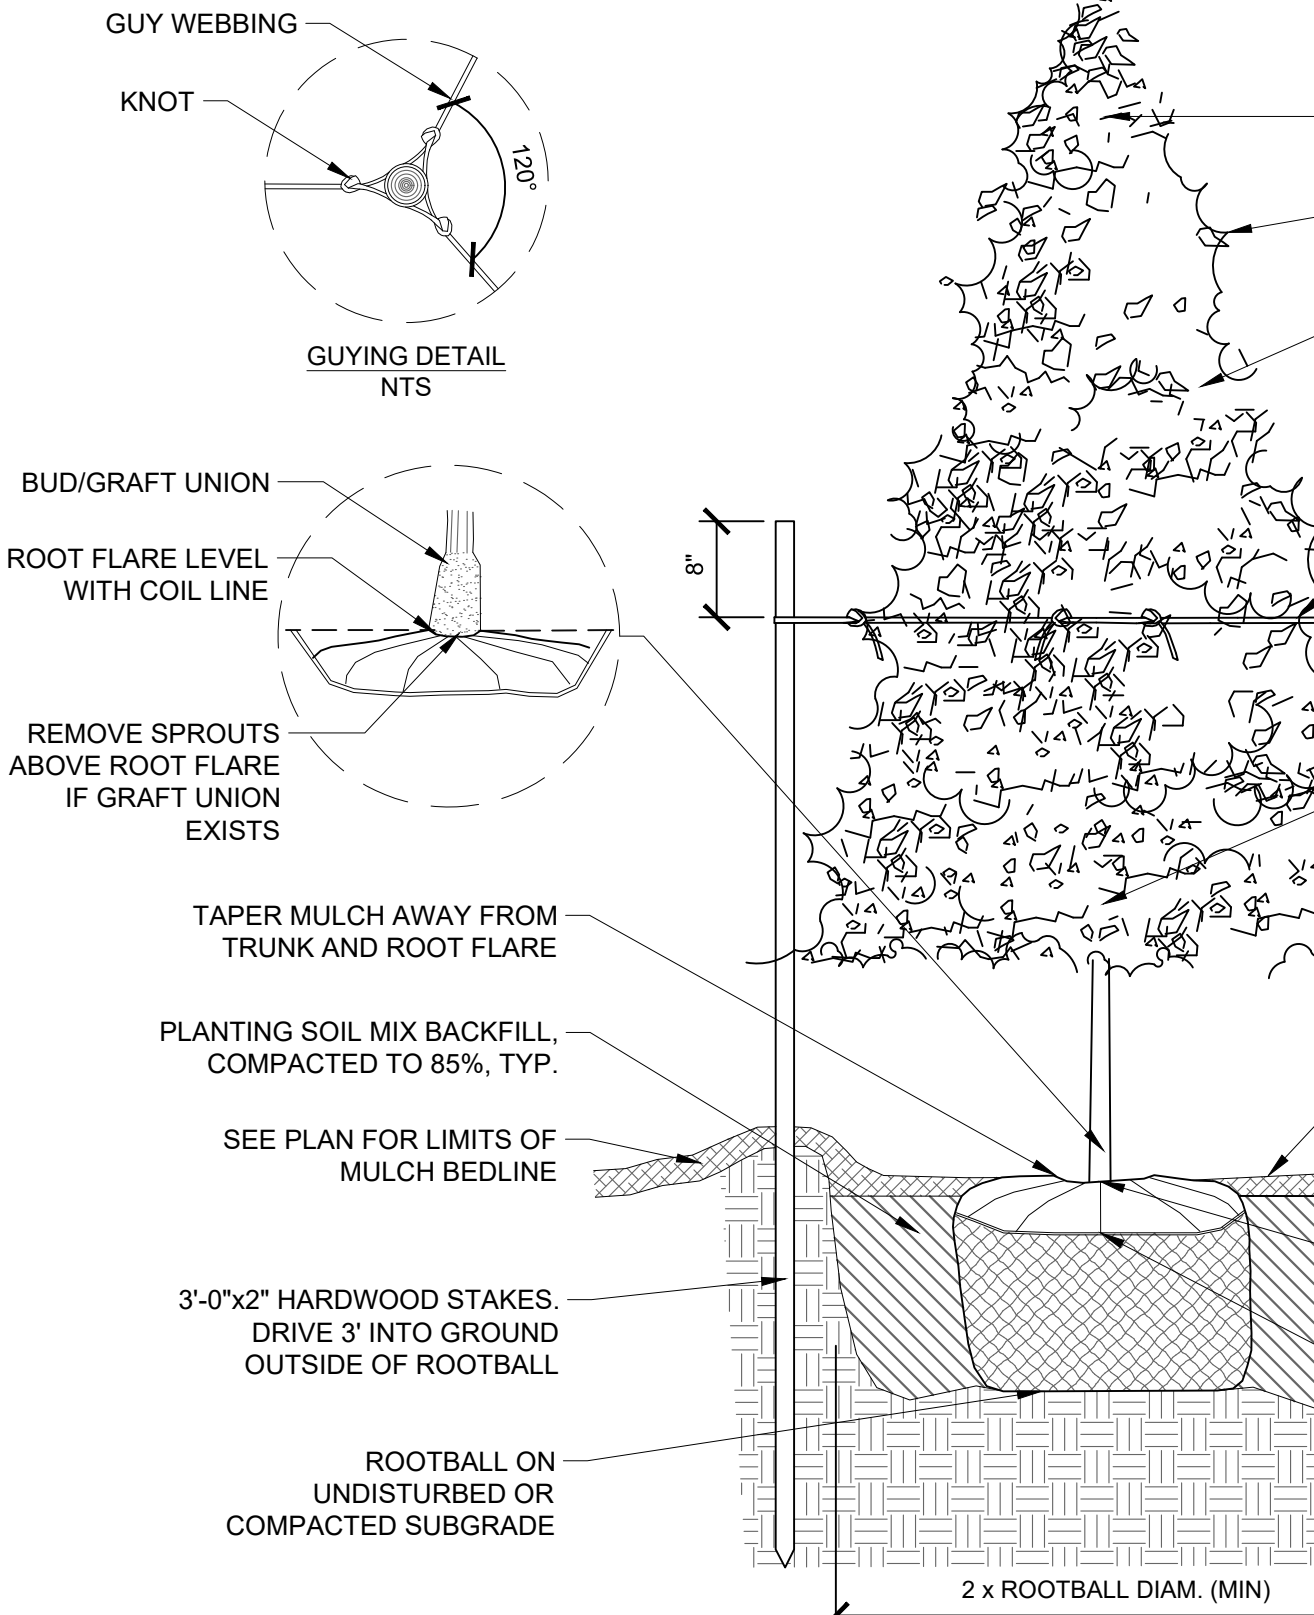 GUY WEBBING
KNOT
120°
GUYING DETAIL
NTS
BUD/GRAFT UNION
ROOT FLARE LEVEL
WITH COIL LINE
8"
REMOVE SPROUTS
ABOVE ROOT FLARE
IF GRAFT UNION
EXISTS
TAPER MULCH AWAY FROM
TRUNK AND ROOT FLARE
PLANTING SOIL MIX BACKFILL,
COMPACTED TO 85%, TYP.
SEE PLAN FOR LIMITS OF
MULCH BEDLINE
3'-0"x2" HARDWOOD STAKES.
DRIVE 3' INTO GROUND
OUTSIDE OF ROOTBALL
ROOTBALL ON
UNDISTURBED OR
COMPACTED SUBGRADE
2 x ROOTBALL DIAM. (MIN)